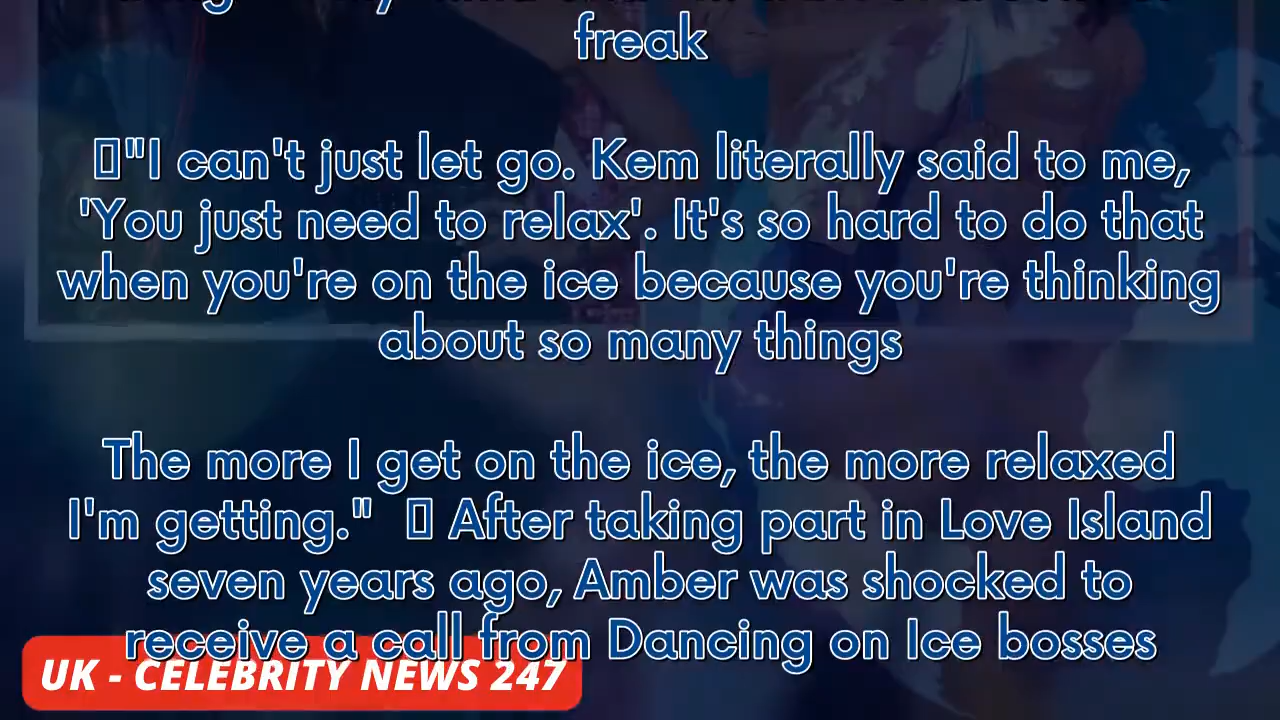 freak
"I can't just let go. Kem literally said to me,
'You just need to relax'. It's so hard to do that
when you're on the ice because you're thinking
about so many things
The more I get on the ice, the more relaxed
I'm getting." After taking part in Love Island
seven years ago, Amber was shocked to
receive a call from Dancing on Ice bosses
UK - CELEBRITY NEWS 247